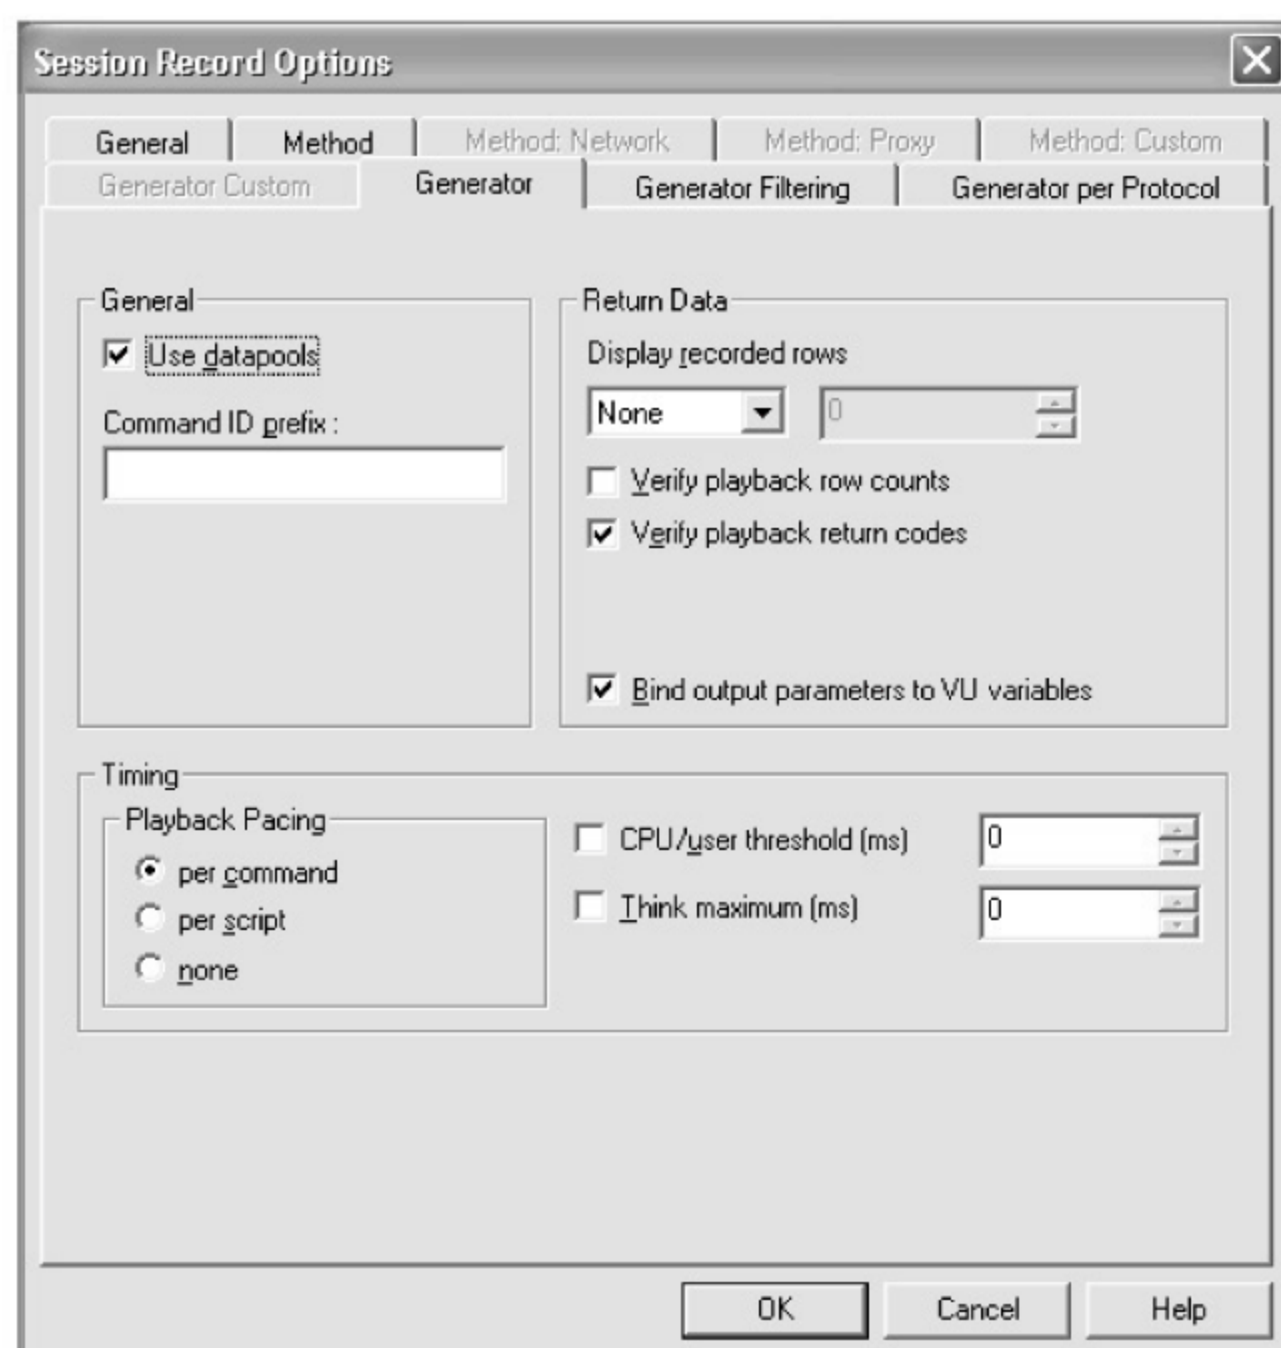 Session Record Options
General Method Method: Network Method: Proxy Method: Custom
Generator Custom Generator Generator Filtering Generator per Protocol
General
Use datapools
Command ID prefix :
Return Data
Display recorded rows
None 0
Verify playback row counts
Verify playback return codes
Bind output parameters to VU variables
Timing
Playback Pacing
per command
per script
none
CPU/user threshold (ms) 0
Think maximum (ms) 0
OK Cancel Help